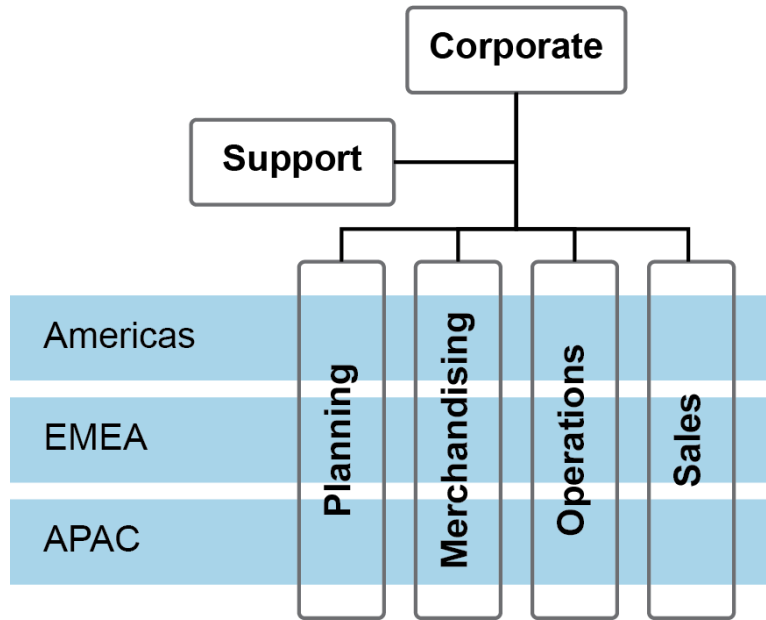 Corporate
Support
Americas
EMEA
APAC
Planning
Merchandising
Operations
Sales